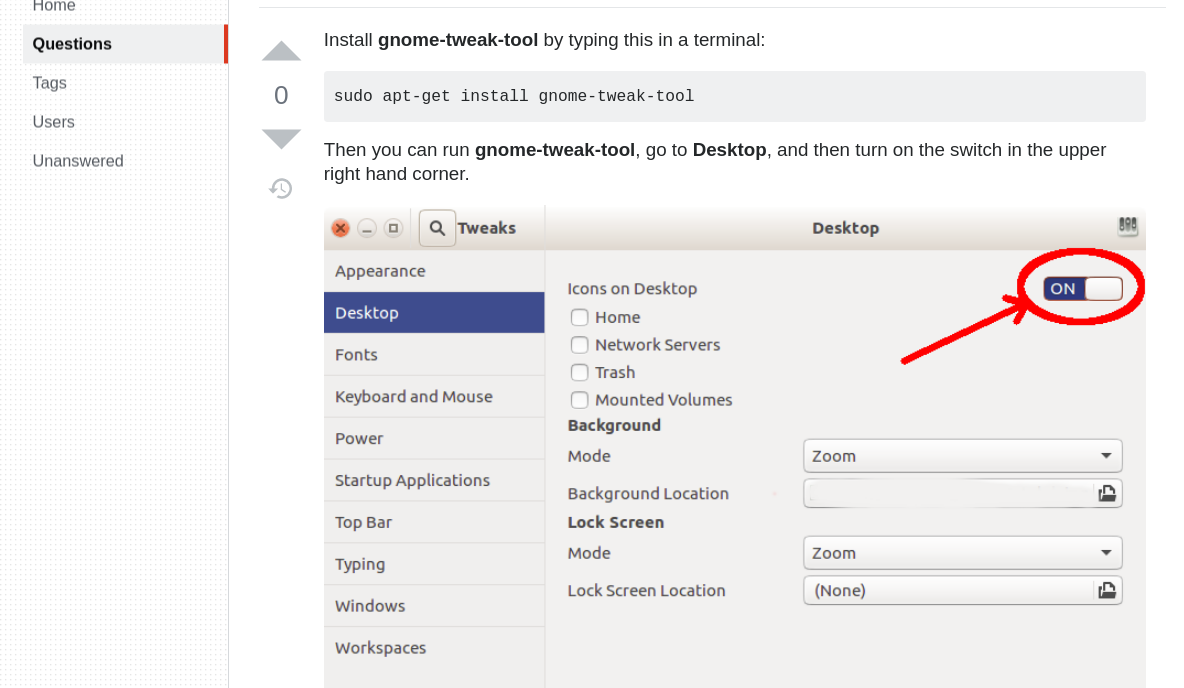 Home
Questions
Tags
Users
Unanswered
0
Install gnome-tweak-tool by typing this in a terminal:
sudo apt-get install gnome-tweak-tool
Then you can run gnome-tweak-tool, go to Desktop, and then turn on the switch in the upper
right hand corner.
Tweaks
Desktop
Appearance
Desktop
Fonts
Keyboard and Mouse
Power
Startup Applications
Top Bar
Typing
Windows
Workspaces
Icons on Desktop
ON
Home
Network Servers
Trash
Mounted Volumes
Background
Mode
Zoom
Background Location
Lock Screen
Mode
Zoom
Lock Screen Location
(None)